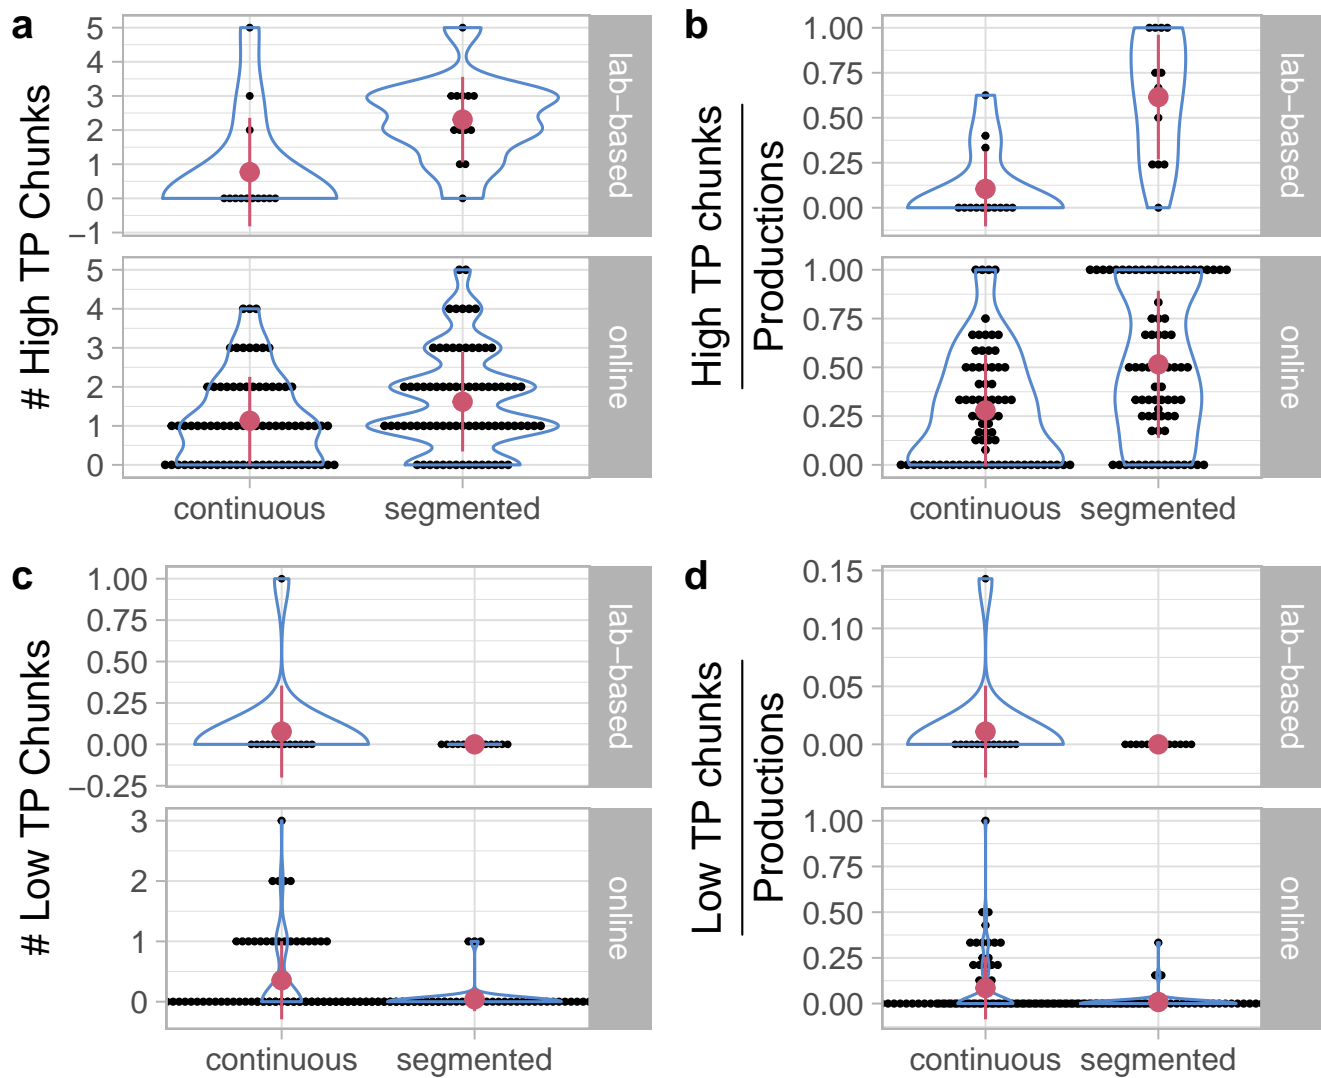 a
# High TP Chunks
5
4
3
2
1
0
−1
lab−based
5
4
3
2
1
0
online
continuous segmented
b
High TP chunks
Productions
1.00
0.75
0.50
0.25
0.00
lab−based
1.00
0.75
0.50
0.25
0.00
online
continuous segmented
c
# Low TP Chunks
1.00
0.75
0.50
0.25
0.00
−0.25
lab−based
3
2
1
0
online
continuous segmented
d
Low TP chunks
Productions
0.15
0.10
0.05
0.00
lab−based
1.00
0.75
0.50
0.25
0.00
online
continuous segmented